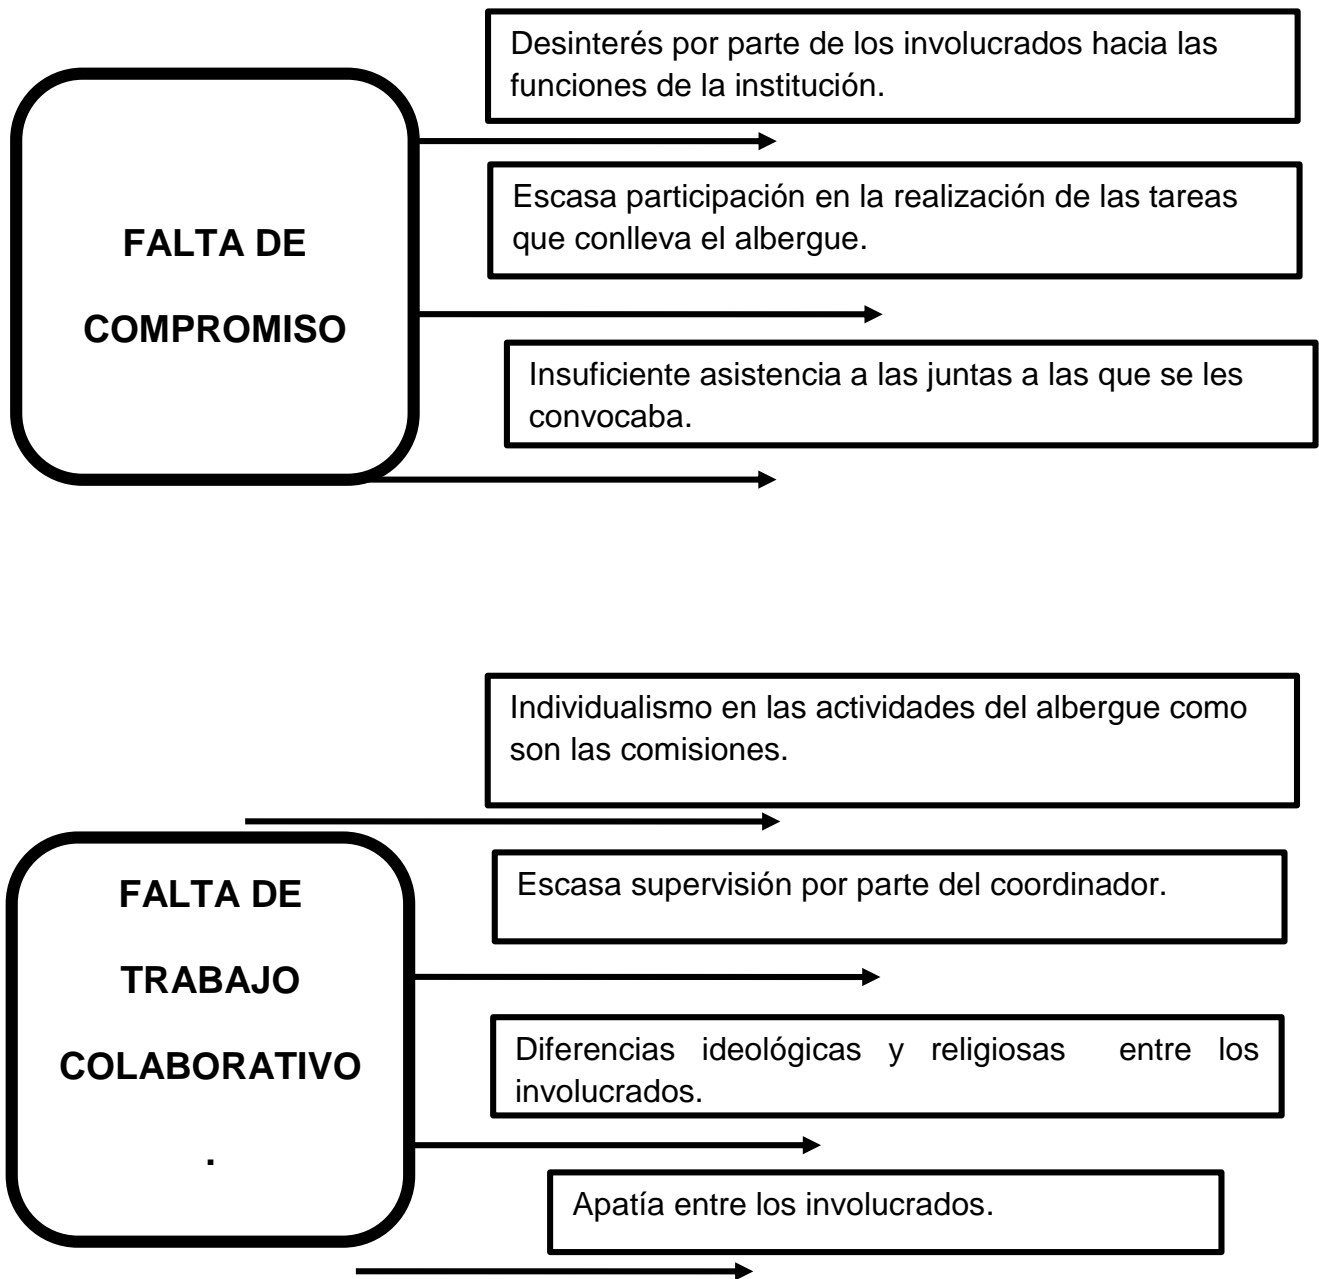 Desinterés por parte de los involucrados hacia las
funciones de la institución.
FALTA DE
COMPROMISO
Escasa participación en la realización de las tareas
que conlleva el albergue.
Insuficiente asistencia a las juntas a las que se les
convocaba.
Individualismo en las actividades del albergue como
son las comisiones.
FALTA DE
TRABAJO
COLABORATIVO
.
Escasa supervisión por parte del coordinador.
Diferencias ideológicas y religiosas entre los
involucrados.
Apatía entre los involucrados.